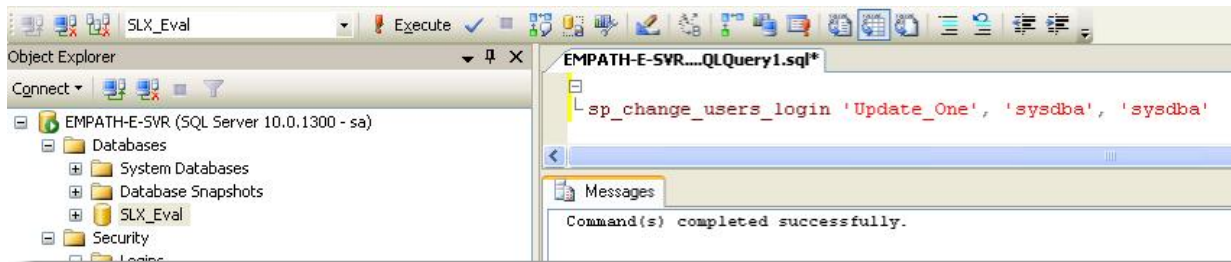 SLX_Eval
Execute
Object Explorer
Connect
EMPATH-E-SVR (SQL Server 10.0.1300 - sa)
Databases
System Databases
Database Snapshots
SLX_Eval
Security
Logins
EMPATH-E-SVR....QLQuery1.sql*
sp_change_users_login 'Update_One', 'sysdba', 'sysdba'
Messages
Command(s) completed successfully.